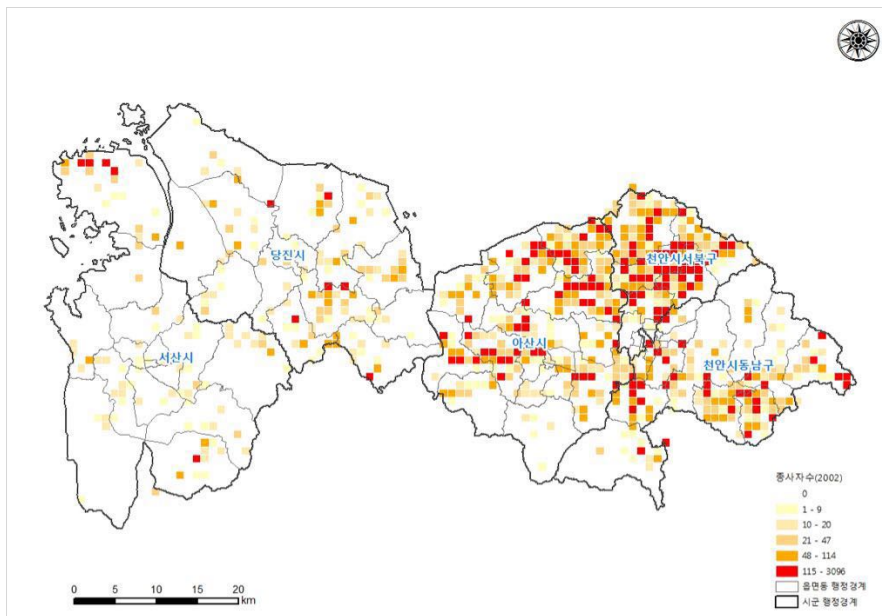 당진시
천안시서북구
아산시
서산시
천안시동남구
종사자수(2002)
0
1 - 9
10 - 20
21 - 47
48 - 114
115 - 3096
읍면동 행정경계
시군 행정경계
0 5 10 15 20
km